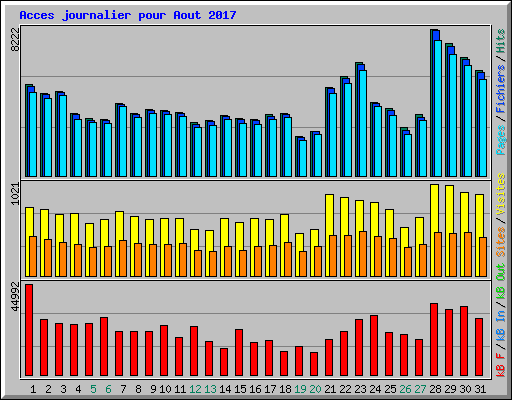 Acces journalier pour Aout 2017
8222
Pages / Fichiers / Hits
1021
Sites / Visites
44992
kB F / kB In / kB Out
1 2 3 4 5 6 7 8 9 10 11 12 13 14 15 16 17 18 19 20 21 22 23 24 25 26 27 28 29 30 31